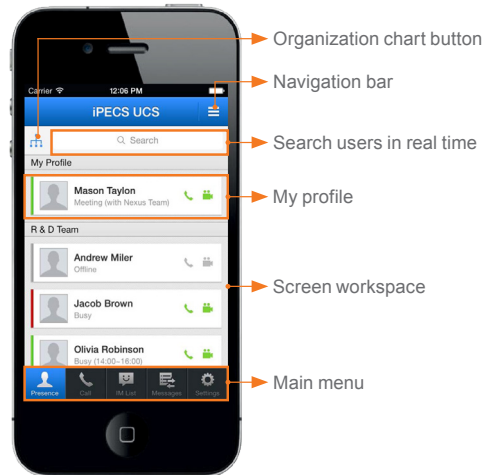 Organization chart button
Navigation bar
Search users in real time
My profile
Screen workspace
Main menu
Carrier 12:06 PM
iPECS UCS
Search
My Profile
Mason Taylon
Meeting (with Nexus Team)
R & D Team
Andrew Miler
Offline
Jacob Brown
Busy
Olivia Robinson
Busy (14:00~16:00)
Presence Call IM List Messages Settings